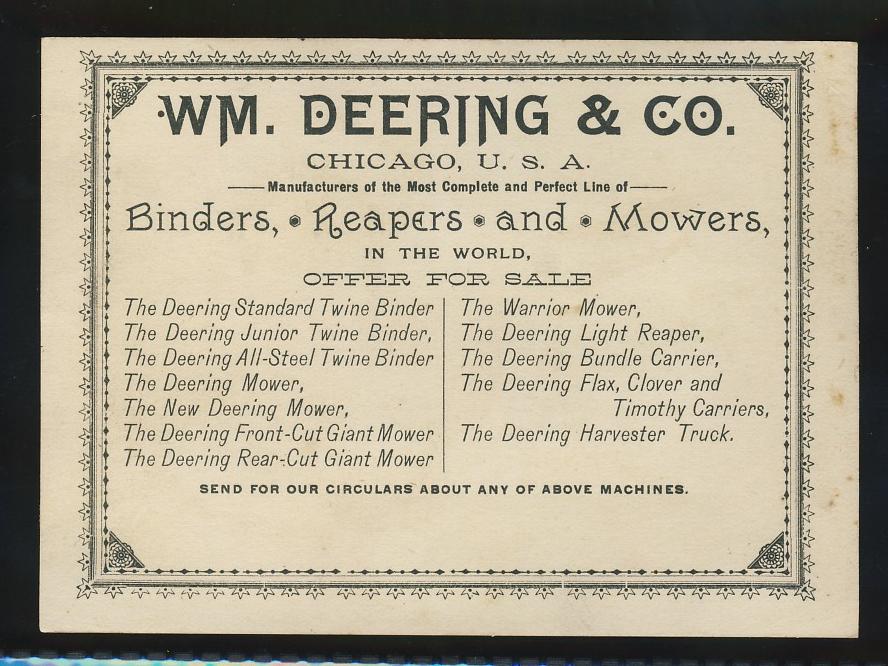 WM. DEERING & CO.
CHICAGO, U. S. A.
Manufacturers of the Most Complete and Perfect Line of
Binders, Reapers and Mowers,
IN THE WORLD,
OFFER FOR SALE
The Deering Standard Twine Binder
The Deering Junior Twine Binder,
The Deering All-Steel Twine Binder
The Deering Mower,
The New Deering Mower,
The Deering Front-Cut Giant Mower
The Deering Rear-Cut Giant Mower
The Warrior Mower,
The Deering Light Reaper,
The Deering Bundle Carrier,
The Deering Flax, Clover and
Timothy Carriers,
The Deering Harvester Truck.
SEND FOR OUR CIRCULARS ABOUT ANY OF ABOVE MACHINES.